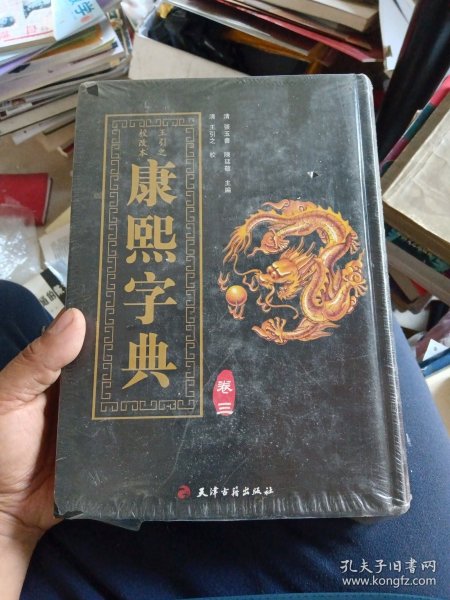 王引之
校改本
康熙字典
清 张玉书 陳廷敬 主编
清 王引之 校
卷三
天津古籍出版社
孔夫子旧书网
www.kongfz.com